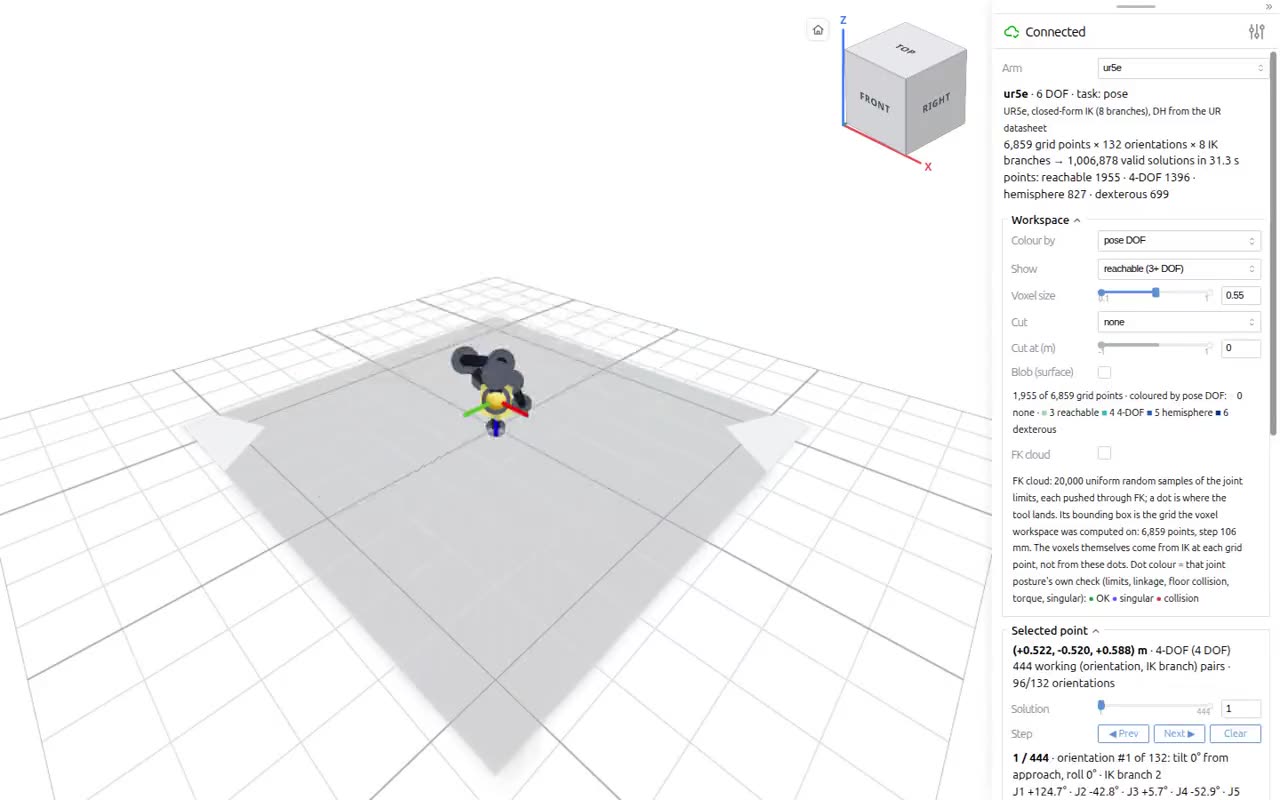 Z
TOP
FRONT
RIGHT
X
»
Connected
Arm
ur5e
ur5e · 6 DOF · task: pose
UR5e, closed-form IK (8 branches), DH from the UR
datasheet
6,859 grid points × 132 orientations × 8 IK
branches → 1,006,878 valid solutions in 31.3 s
points: reachable 1955 · 4-DOF 1396 ·
hemisphere 827 · dexterous 699
Workspace
Colour by
pose DOF
Show
reachable (3+ DOF)
Voxel size
0.1
1
0.55
Cut
none
Cut at (m)
-1
1
0
Blob (surface)
1,955 of 6,859 grid points · coloured by pose DOF: 0
none · 3 reachable 4 4-DOF 5 hemisphere 6
dexterous
FK cloud
FK cloud: 20,000 uniform random samples of the joint
limits, each pushed through FK; a dot is where the
tool lands. Its bounding box is the grid the voxel
workspace was computed on: 6,859 points, step 106
mm. The voxels themselves come from IK at each grid
point, not from these dots. Dot colour = that joint
posture's own check (limits, linkage, floor collision,
torque, singular): OK singular collision
Selected point
(+0.522, -0.520, +0.588) m · 4-DOF (4 DOF)
444 working (orientation, IK branch) pairs ·
96/132 orientations
Solution
444
1
Step
◀ Prev
Next ▶
Clear
1 / 444 · orientation #1 of 132: tilt 0° from
approach, roll 0° · IK branch 2
J1 +124.7° · J2 -42.8° · J3 +5.7° · J4 -52.9° · J5